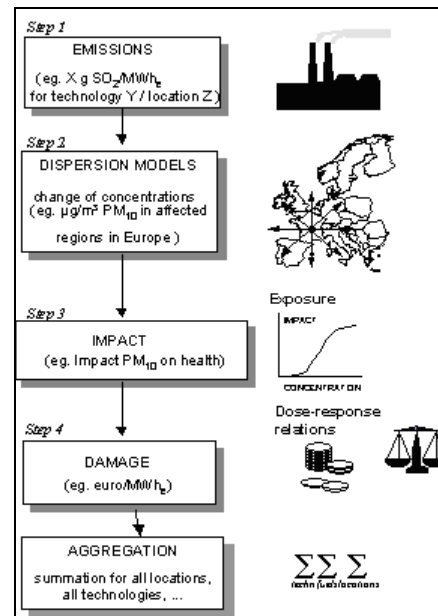 Step 1
EMISSIONS
(eg. X g SO2/MWhe
for technology Y / location Z)
Step 2
DISPERSION MODELS
change of concentrations
(eg. µg/m³ PM10 in affected
regions in Europe)
Exposure
Step 3
IMPACT
(eg. Impact PM10 on health)
IMPACT
CONCENTRATION
Dose-response
relations
Step 4
DAMAGE
(eg. euro/MWhe)
AGGREGATION
summation for all locations,
all technologies, ...
∑∑ ∑